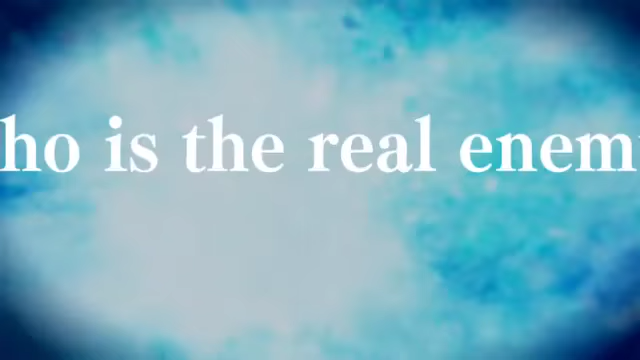 ho is the real enem